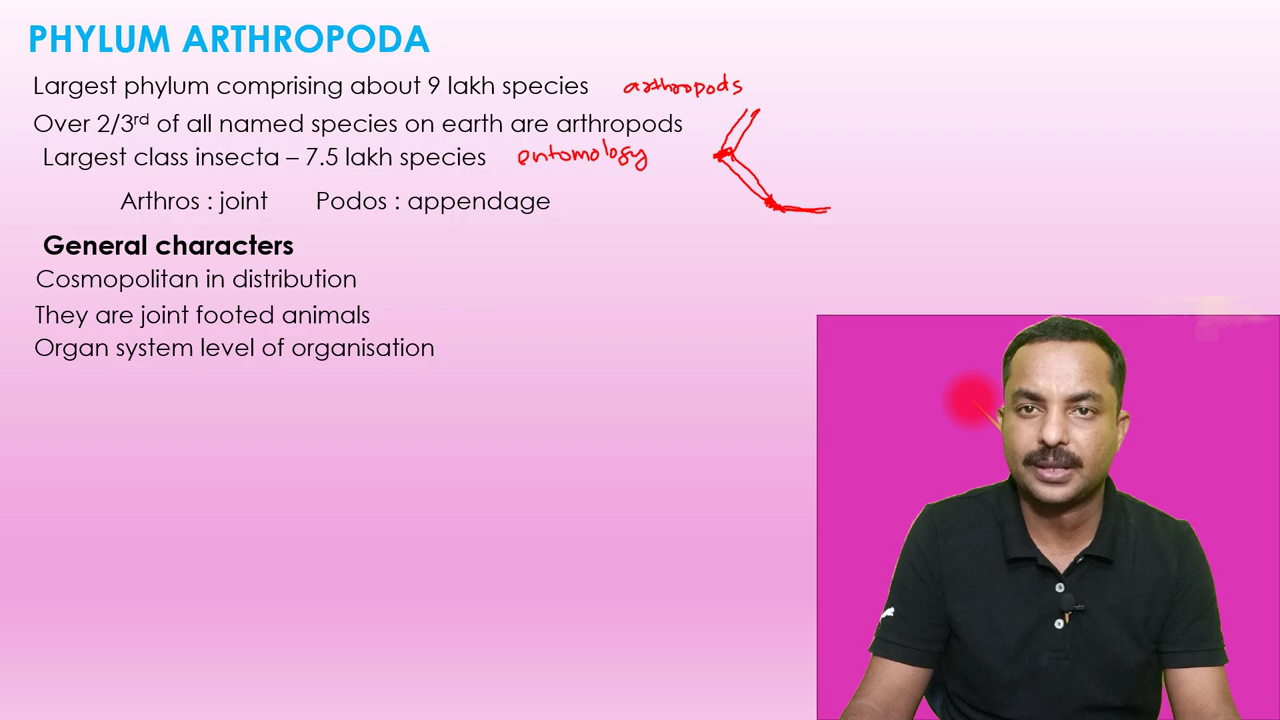 PHYLUM ARTHROPODA
Largest phylum comprising about 9 lakh species arthropods
Over 2/3rd of all named species on earth are arthropods
Largest class insecta – 7.5 lakh species entomology
Arthros : joint Podos : appendage
General characters
Cosmopolitan in distribution
They are joint footed animals
Organ system level of organisation